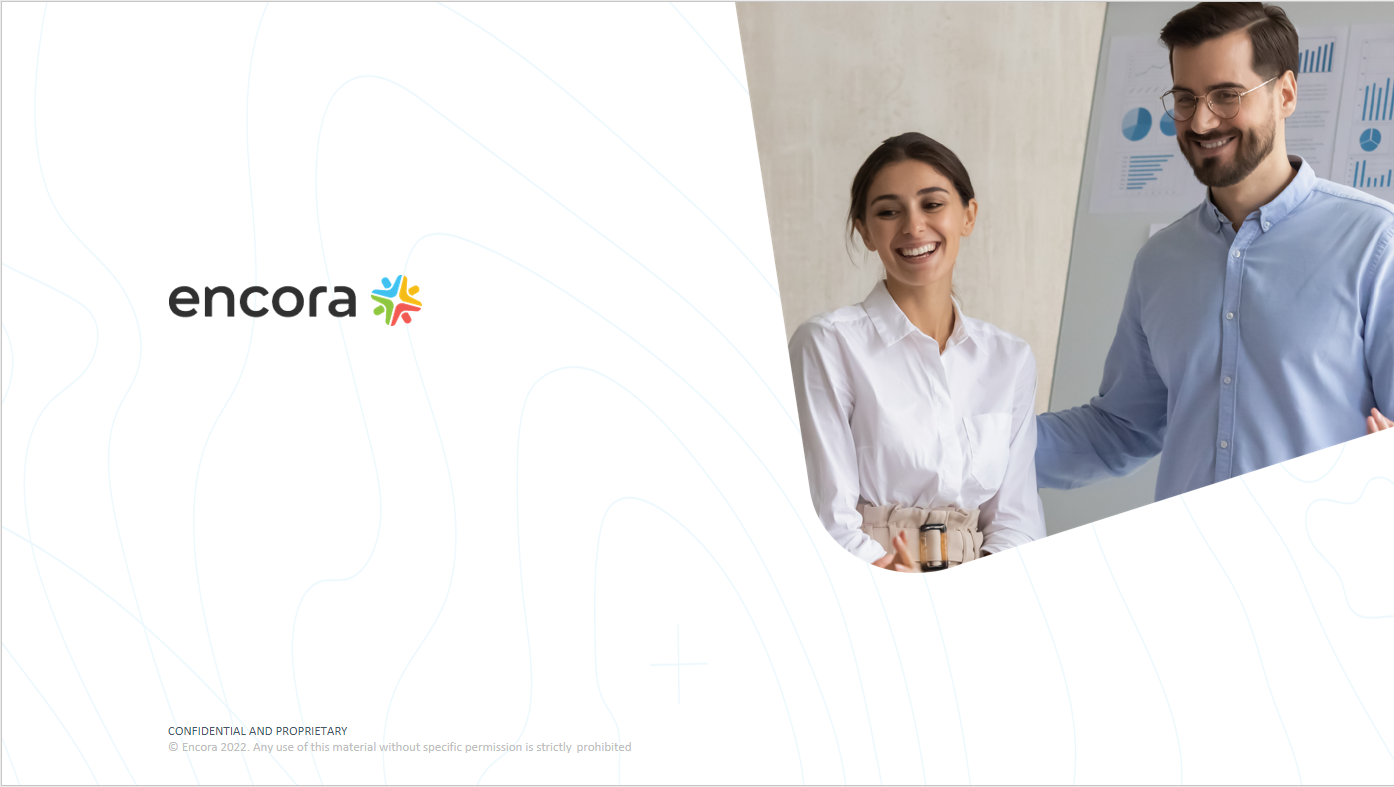 encora
CONFIDENTIAL AND PROPRIETARY
© Encora 2022. Any use of this material without specific permission is strictly prohibited